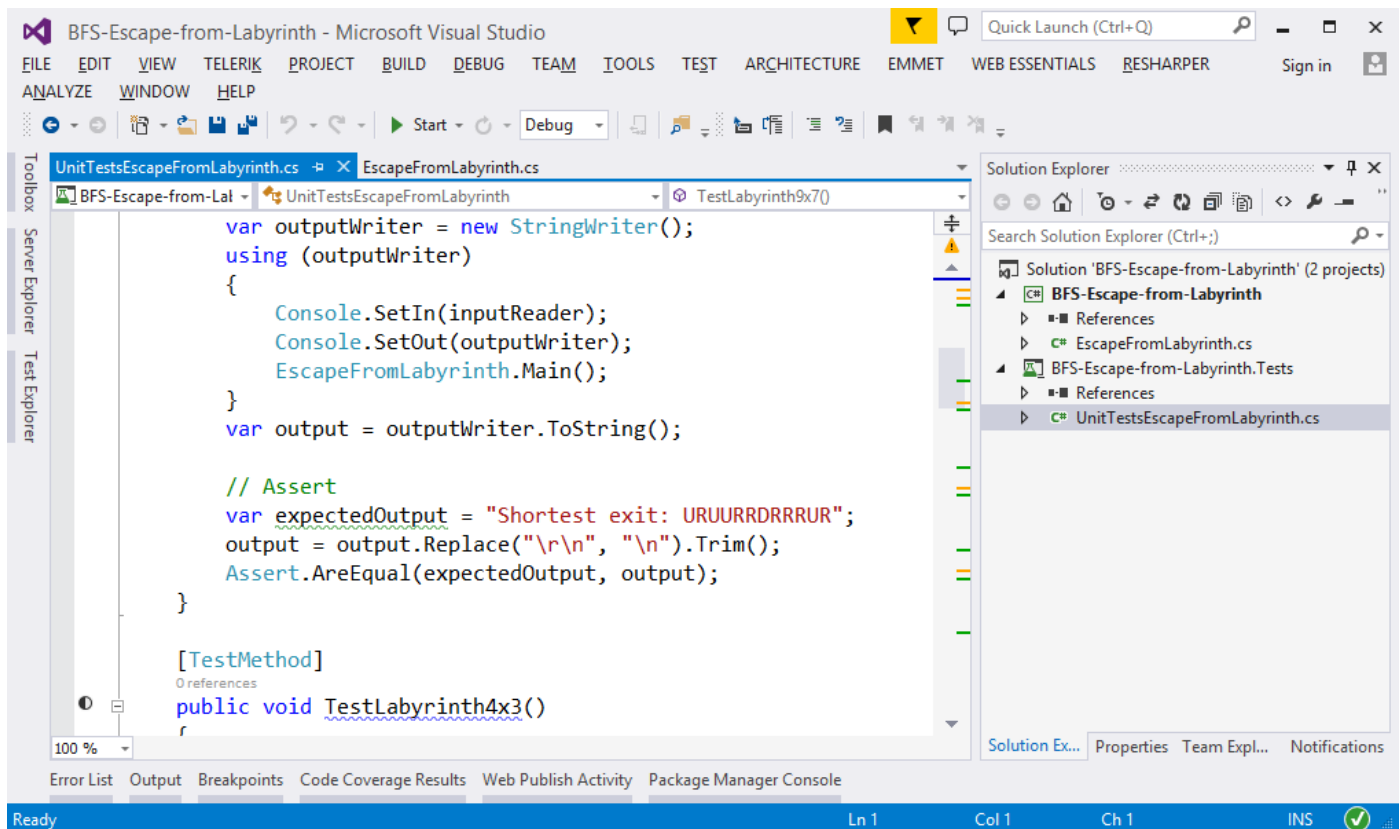 BFS-Escape-from-Labyrinth - Microsoft Visual Studio
Quick Launch (Ctrl+Q)
FILE EDIT VIEW TELERIK PROJECT BUILD DEBUG TEAM TOOLS TEST ARCHITECTURE EMMET WEB ESSENTIALS RESHARPER Sign in
ANALYZE WINDOW HELP
Start Debug
Toolbox
Server Explorer
Test Explorer
UnitTestsEscapeFromLabyrinth.cs EscapeFromLabyrinth.cs
BFS-Escape-from-Lal UnitTestsEscapeFromLabyrinth TestLabyrinth9x7()
var outputWriter = new StringWriter();
using (outputWriter)
{
Console.SetIn(inputReader);
Console.SetOut(outputWriter);
EscapeFromLabyrinth.Main();
}
var output = outputWriter.ToString();
// Assert
var expectedOutput = "Shortest exit: URUURRDRRRUR";
output = output.Replace("\r\n", "\n").Trim();
Assert.AreEqual(expectedOutput, output);
}
[TestMethod]
0 references
public void TestLabyrinth4x3()
{
100 %
Solution Explorer
Search Solution Explorer (Ctrl+;)
Solution 'BFS-Escape-from-Labyrinth' (2 projects)
C# BFS-Escape-from-Labyrinth
References
C# EscapeFromLabyrinth.cs
BFS-Escape-from-Labyrinth.Tests
References
C# UnitTestsEscapeFromLabyrinth.cs
Solution Ex... Properties Team Expl... Notifications
Error List Output Breakpoints Code Coverage Results Web Publish Activity Package Manager Console
Ready Ln 1 Col 1 Ch 1 INS